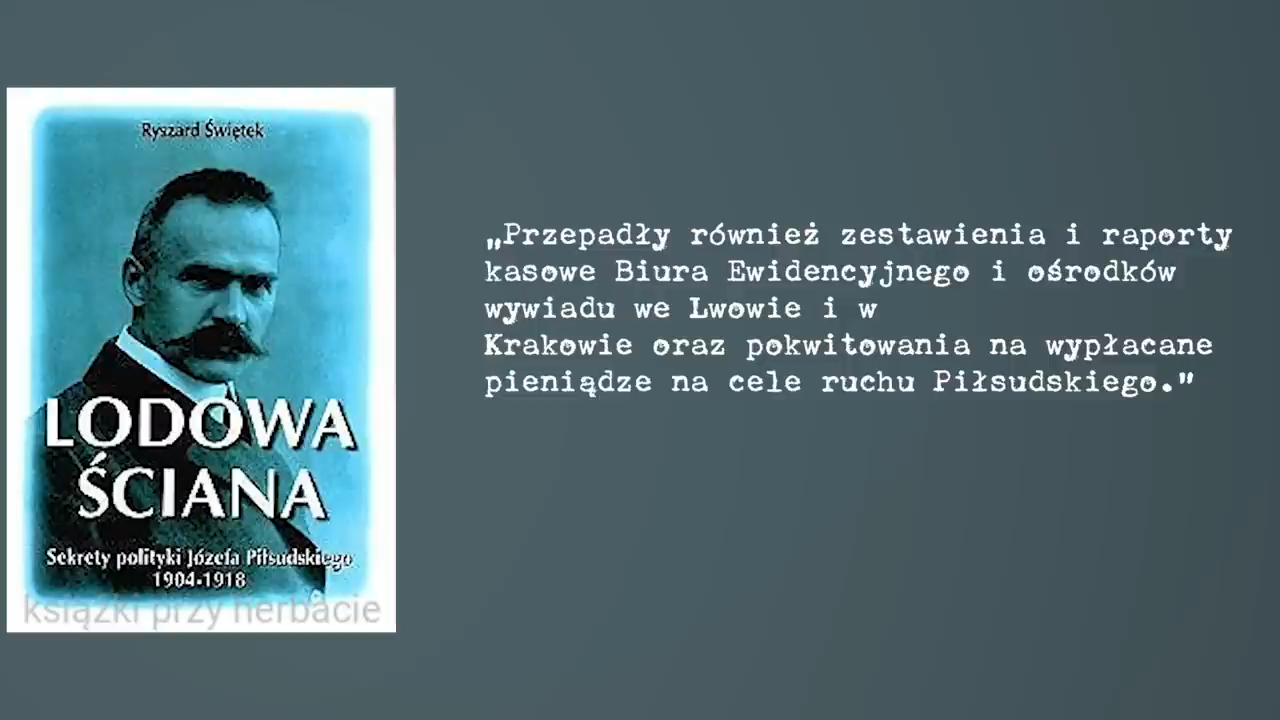 Ryszard Świętek
LODOWA
ŚCIANA
Sekrety polityki Józefa Piłsudskiego
1904-1918
książki przy herbacie
„Przepadły również zestawienia i raporty
kasowe Biura Ewidencyjnego i ośrodków
wywiadu we Lwowie i w
Krakowie oraz pokwitowania na wypłacane
pieniądze na cele ruchu Piłsudskiego."